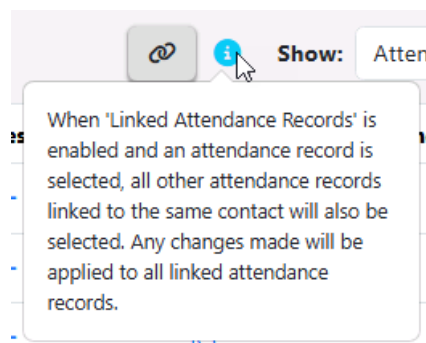 Show: Atten
When 'Linked Attendance Records' is
enabled and an attendance record is
selected, all other attendance records
linked to the same contact will also be
selected. Any changes made will be
applied to all linked attendance
records.